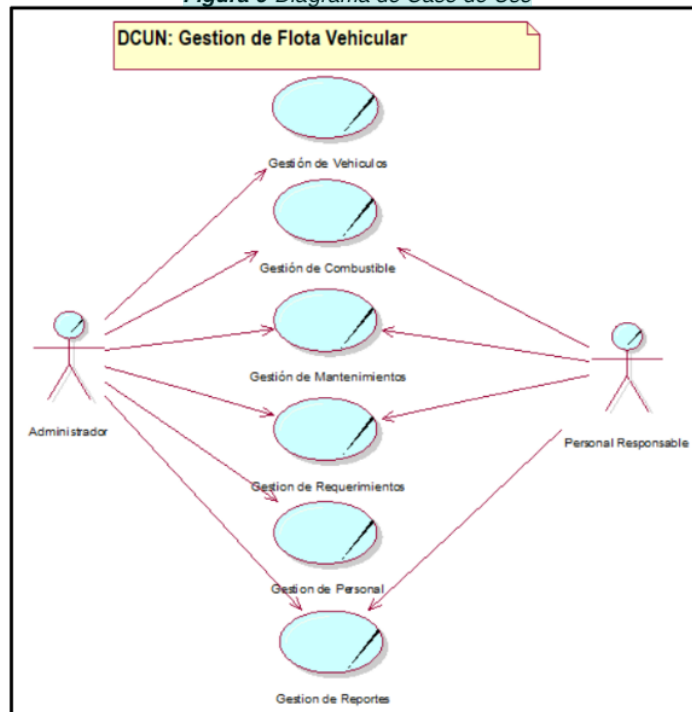 DCUN: Gestion de Flota Vehicular
Gestión de Vehiculos
Gestión de Combustible
Gestión de Mantenimientos
Administrador
Personal Responsable
Gestion de Requerimientos
Gestion de Personal
Gestion de Reportes